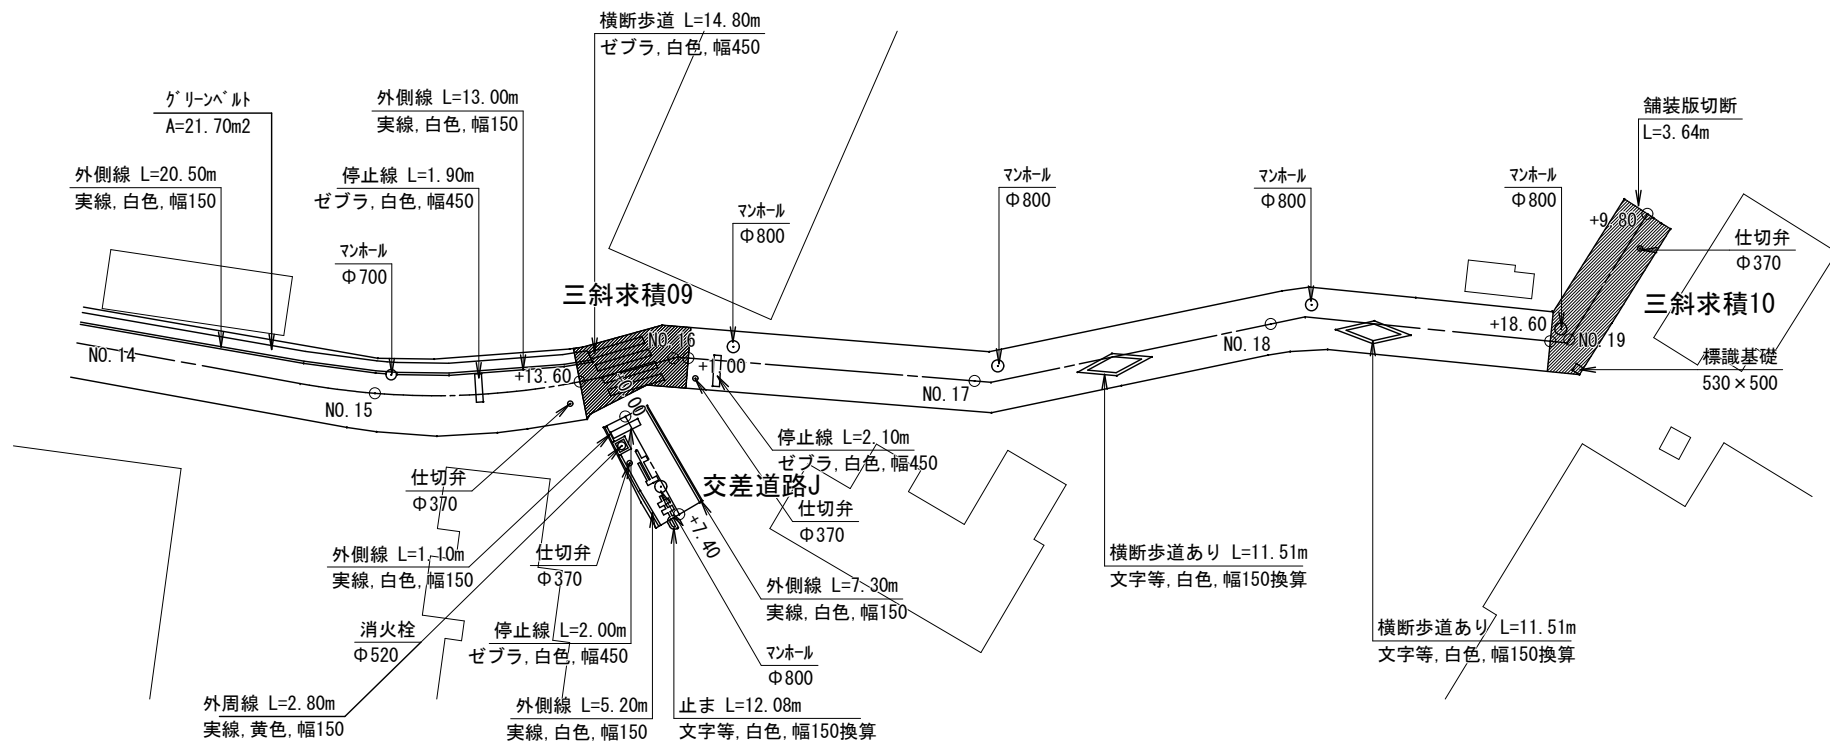 横断歩道 L=14.80m
ゼブラ,白色,幅450
グリーンベルト
A=21.70m2
外側線 L=13.00m
実線,白色,幅150
舗装版切断
L=3.64m
外側線 L=20.50m
実線,白色,幅150
停止線 L=1.90m
ゼブラ,白色,幅450
マンホール
Φ800
マンホール
Φ800
マンホール
Φ800
マンホール
Φ800
マンホール
Φ700
+9.80
仕切弁
Φ370
三斜求積09
三斜求積10
NO.14
NO.16
+18.60
NO.18
NO.19
+13.60
+1.00
標識基礎
530×500
NO.15
NO.17
停止線 L=2.10m
ゼブラ,白色,幅450
仕切弁
Φ370
交差道路J
仕切弁
Φ370
+7.40
外側線 L=1.10m
実線,白色,幅150
仕切弁
Φ370
横断歩道あり L=11.51m
文字等,白色,幅150換算
外側線 L=7.30m
実線,白色,幅150
消火栓
Φ520
停止線 L=2.00m
ゼブラ,白色,幅450
横断歩道あり L=11.51m
文字等,白色,幅150換算
マンホール
Φ800
外周線 L=2.80m
実線,黄色,幅150
外側線 L=5.20m
実線,白色,幅150
止ま L=12.08m
文字等,白色,幅150換算